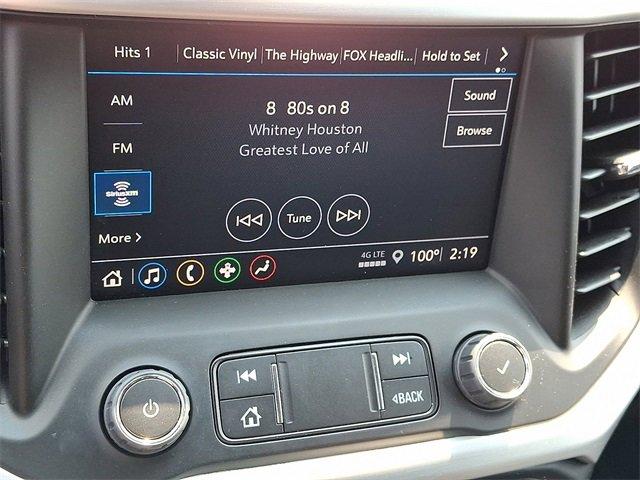 Hits 1 Classic Vinyl The Highway FOX Headli... Hold to Set
AM
FM
SiriusXM
More
8 80s on 8
Whitney Houston
Greatest Love of All
Sound
Browse
Tune
4G LTE 100° 2:19
BACK